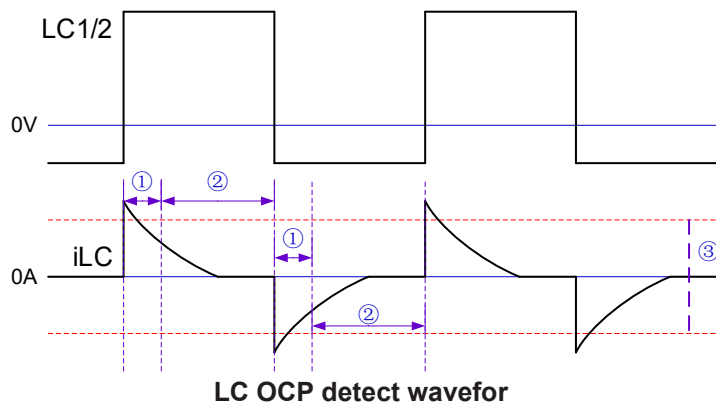 LC1/2
0V
① ②
iLC ① ③
0A
②
LC OCP detect wavefor